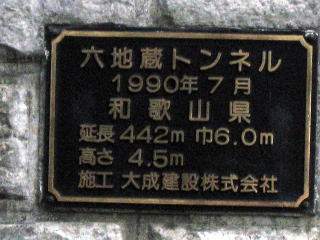 六地蔵トンネル
1990年7月
和歌山県
延長442m 巾6.0m
高さ 4.5m
施工 大成建設株式会社